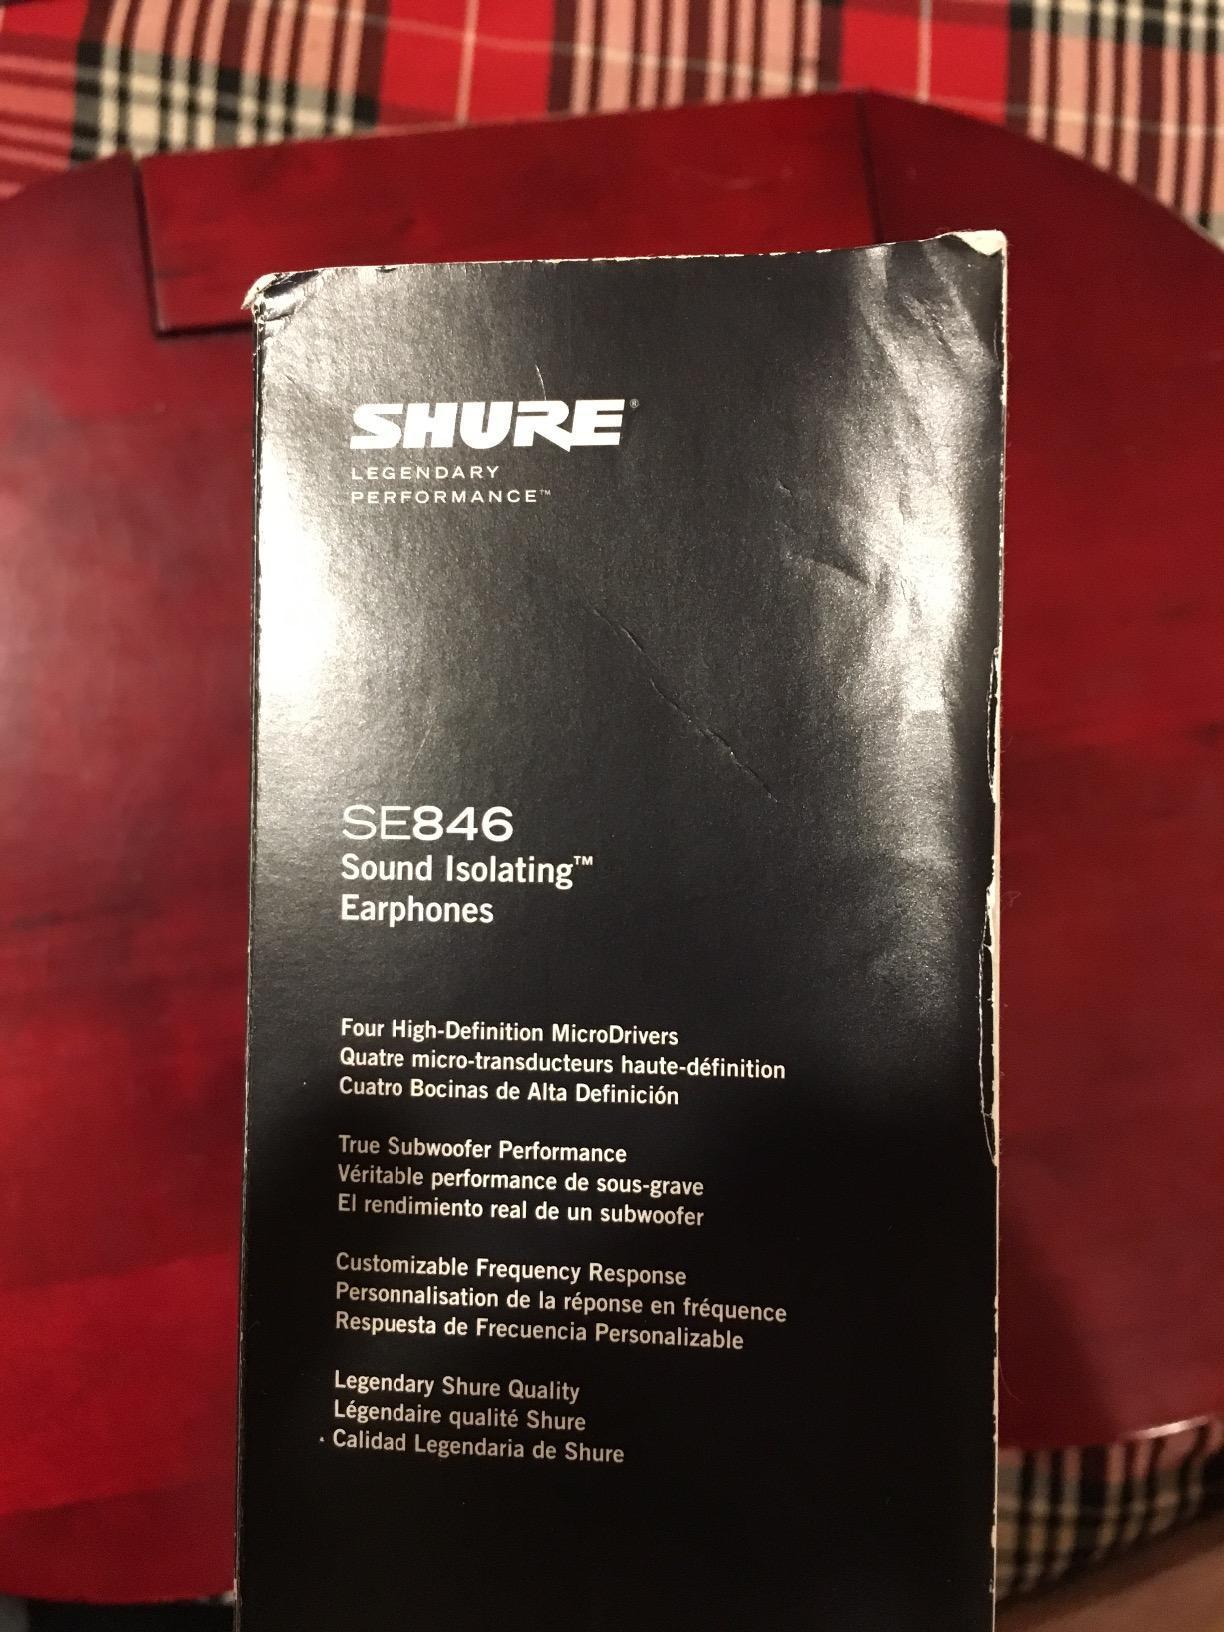 SHURE®
LEGENDARY
PERFORMANCE™
SE846
Sound Isolating™
Earphones
Four High-Definition MicroDrivers
Quatre micro-transducteurs haute-définition
Cuatro Bocinas de Alta Definición
True Subwoofer Performance
Véritable performance de sous-grave
El rendimiento real de un subwoofer
Customizable Frequency Response
Personnalisation de la réponse en fréquence
Respuesta de Frecuencia Personalizable
Legendary Shure Quality
Légendaire qualité Shure
Calidad Legendaria de Shure